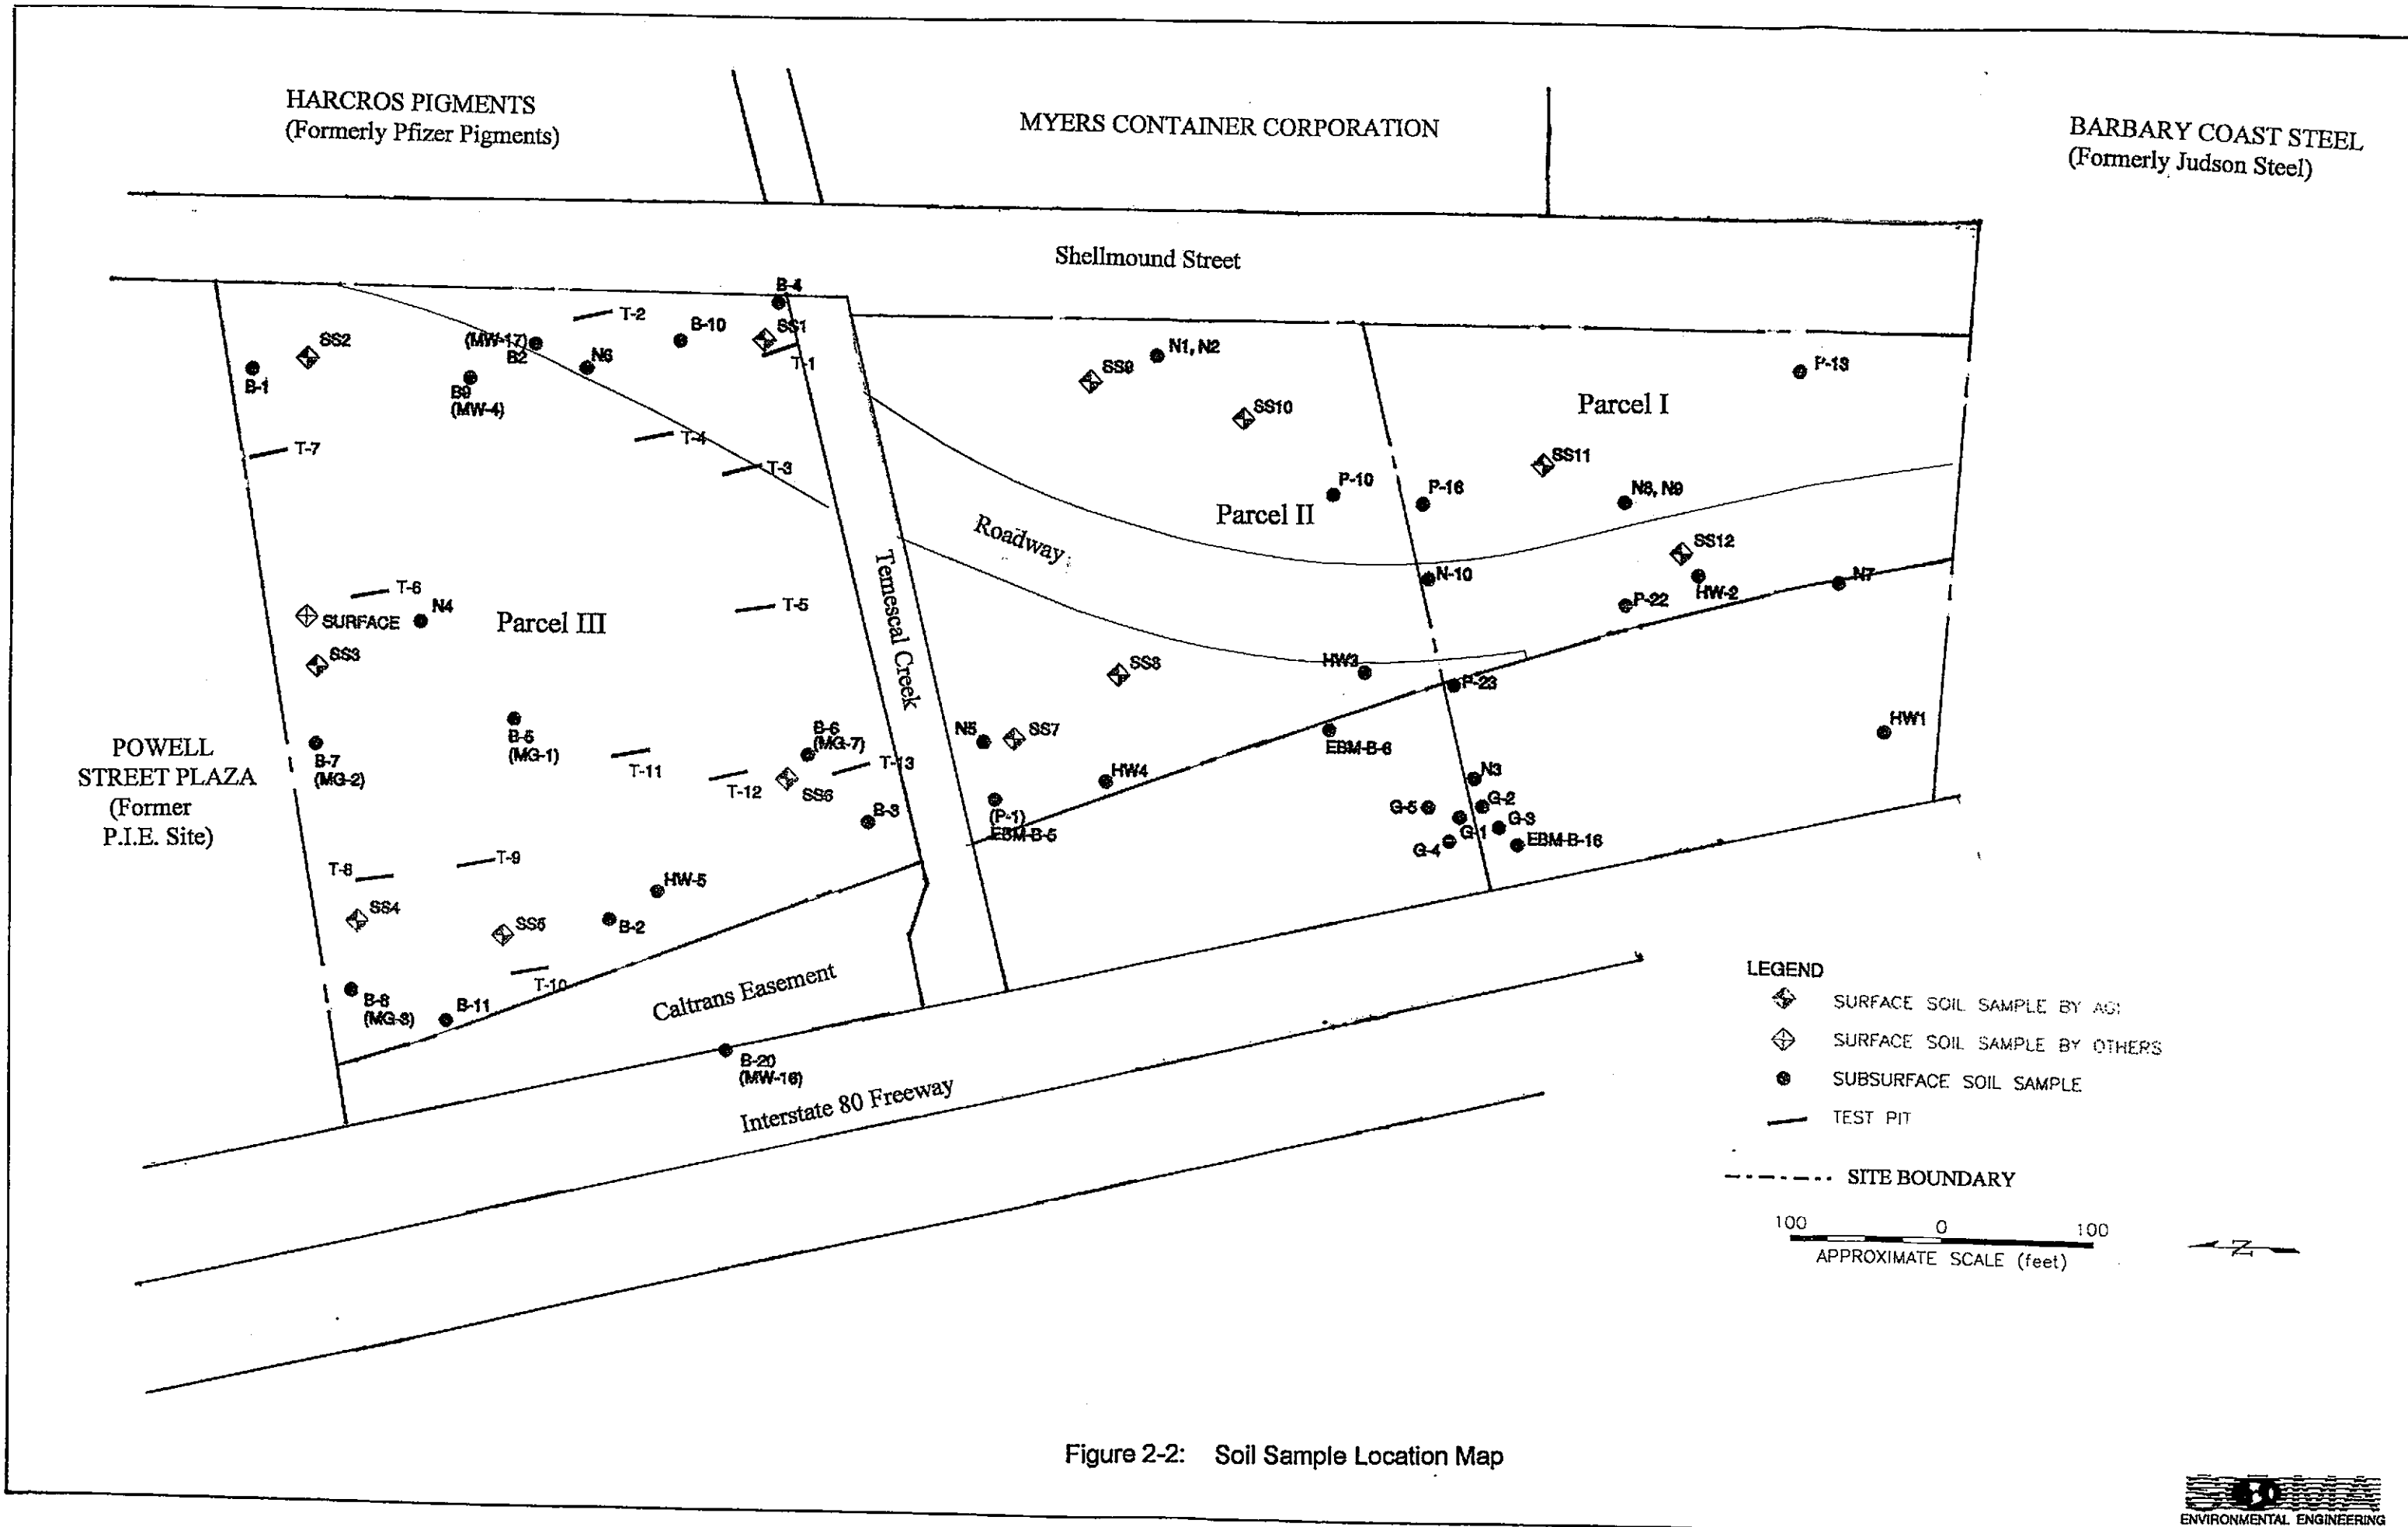 HARCROS PIGMENTS
(Formerly Pfizer Pigments)
MYERS CONTAINER CORPORATION
BARBARY COAST STEEL
(Formerly Judson Steel)
Shellmound Street
B-4
T-2
B-10
SS1
T-1
(MW-17)
B2
N6
SS2
B-1
B9
(MW-4)
T-7
T-4
T-3
N1, N2
SS9
SS10
P-13
Parcel I
SS11
P-10
P-16
N8, N9
Parcel II
Roadway
SS12
HW-2
N-10
P-22
N7
T-6
SURFACE
N4
Parcel III
T-5
Temescal Creek
SS3
SS8
HW3
P-23
HW1
POWELL
STREET PLAZA
(Former
P.I.E. Site)
B-7
(MG-2)
B-5
(MG-1)
T-11
T-12
B-6
(MG-7)
SS6
T-13
B-3
N5
SS7
HW4
(P-1)
EBM-B-5
EBM-B-6
N3
G-5
G-2
G-1
G-3
G-4
EBM-B-16
T-8
T-9
HW-5
SS4
SS5
B-2
T-10
B-8
(MG-3)
B-11
Caltrans Easement
B-20
(MW-16)
Interstate 80 Freeway
LEGEND
SURFACE SOIL SAMPLE BY AGI
SURFACE SOIL SAMPLE BY OTHERS
SUBSURFACE SOIL SAMPLE
TEST PIT
SITE BOUNDARY
100 0 100
APPROXIMATE SCALE (feet)
N
Figure 2-2: Soil Sample Location Map
ENVIRONMENTAL ENGINEERING